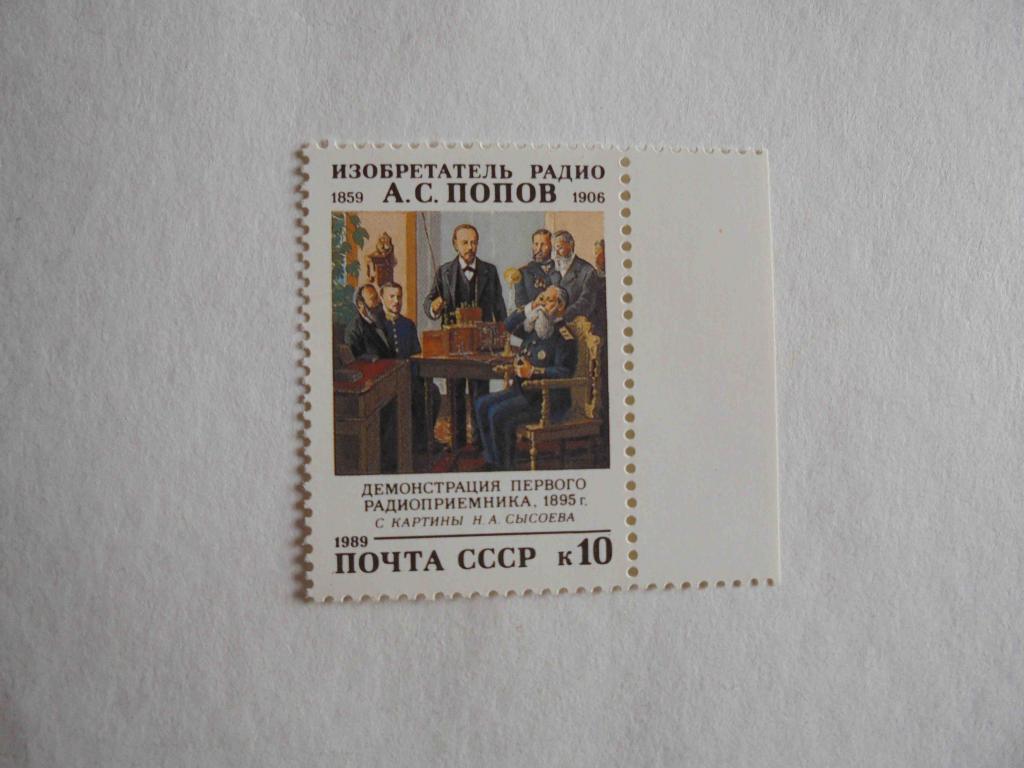 ИЗОБРЕТАТЕЛЬ РАДИО
1859 А.С. ПОПОВ 1906
ДЕМОНСТРАЦИЯ ПЕРВОГО
РАДИОПРИЕМНИКА, 1895 г.
С КАРТИНЫ Н.А. СЫСОЕВА
1989
ПОЧТА СССР к10